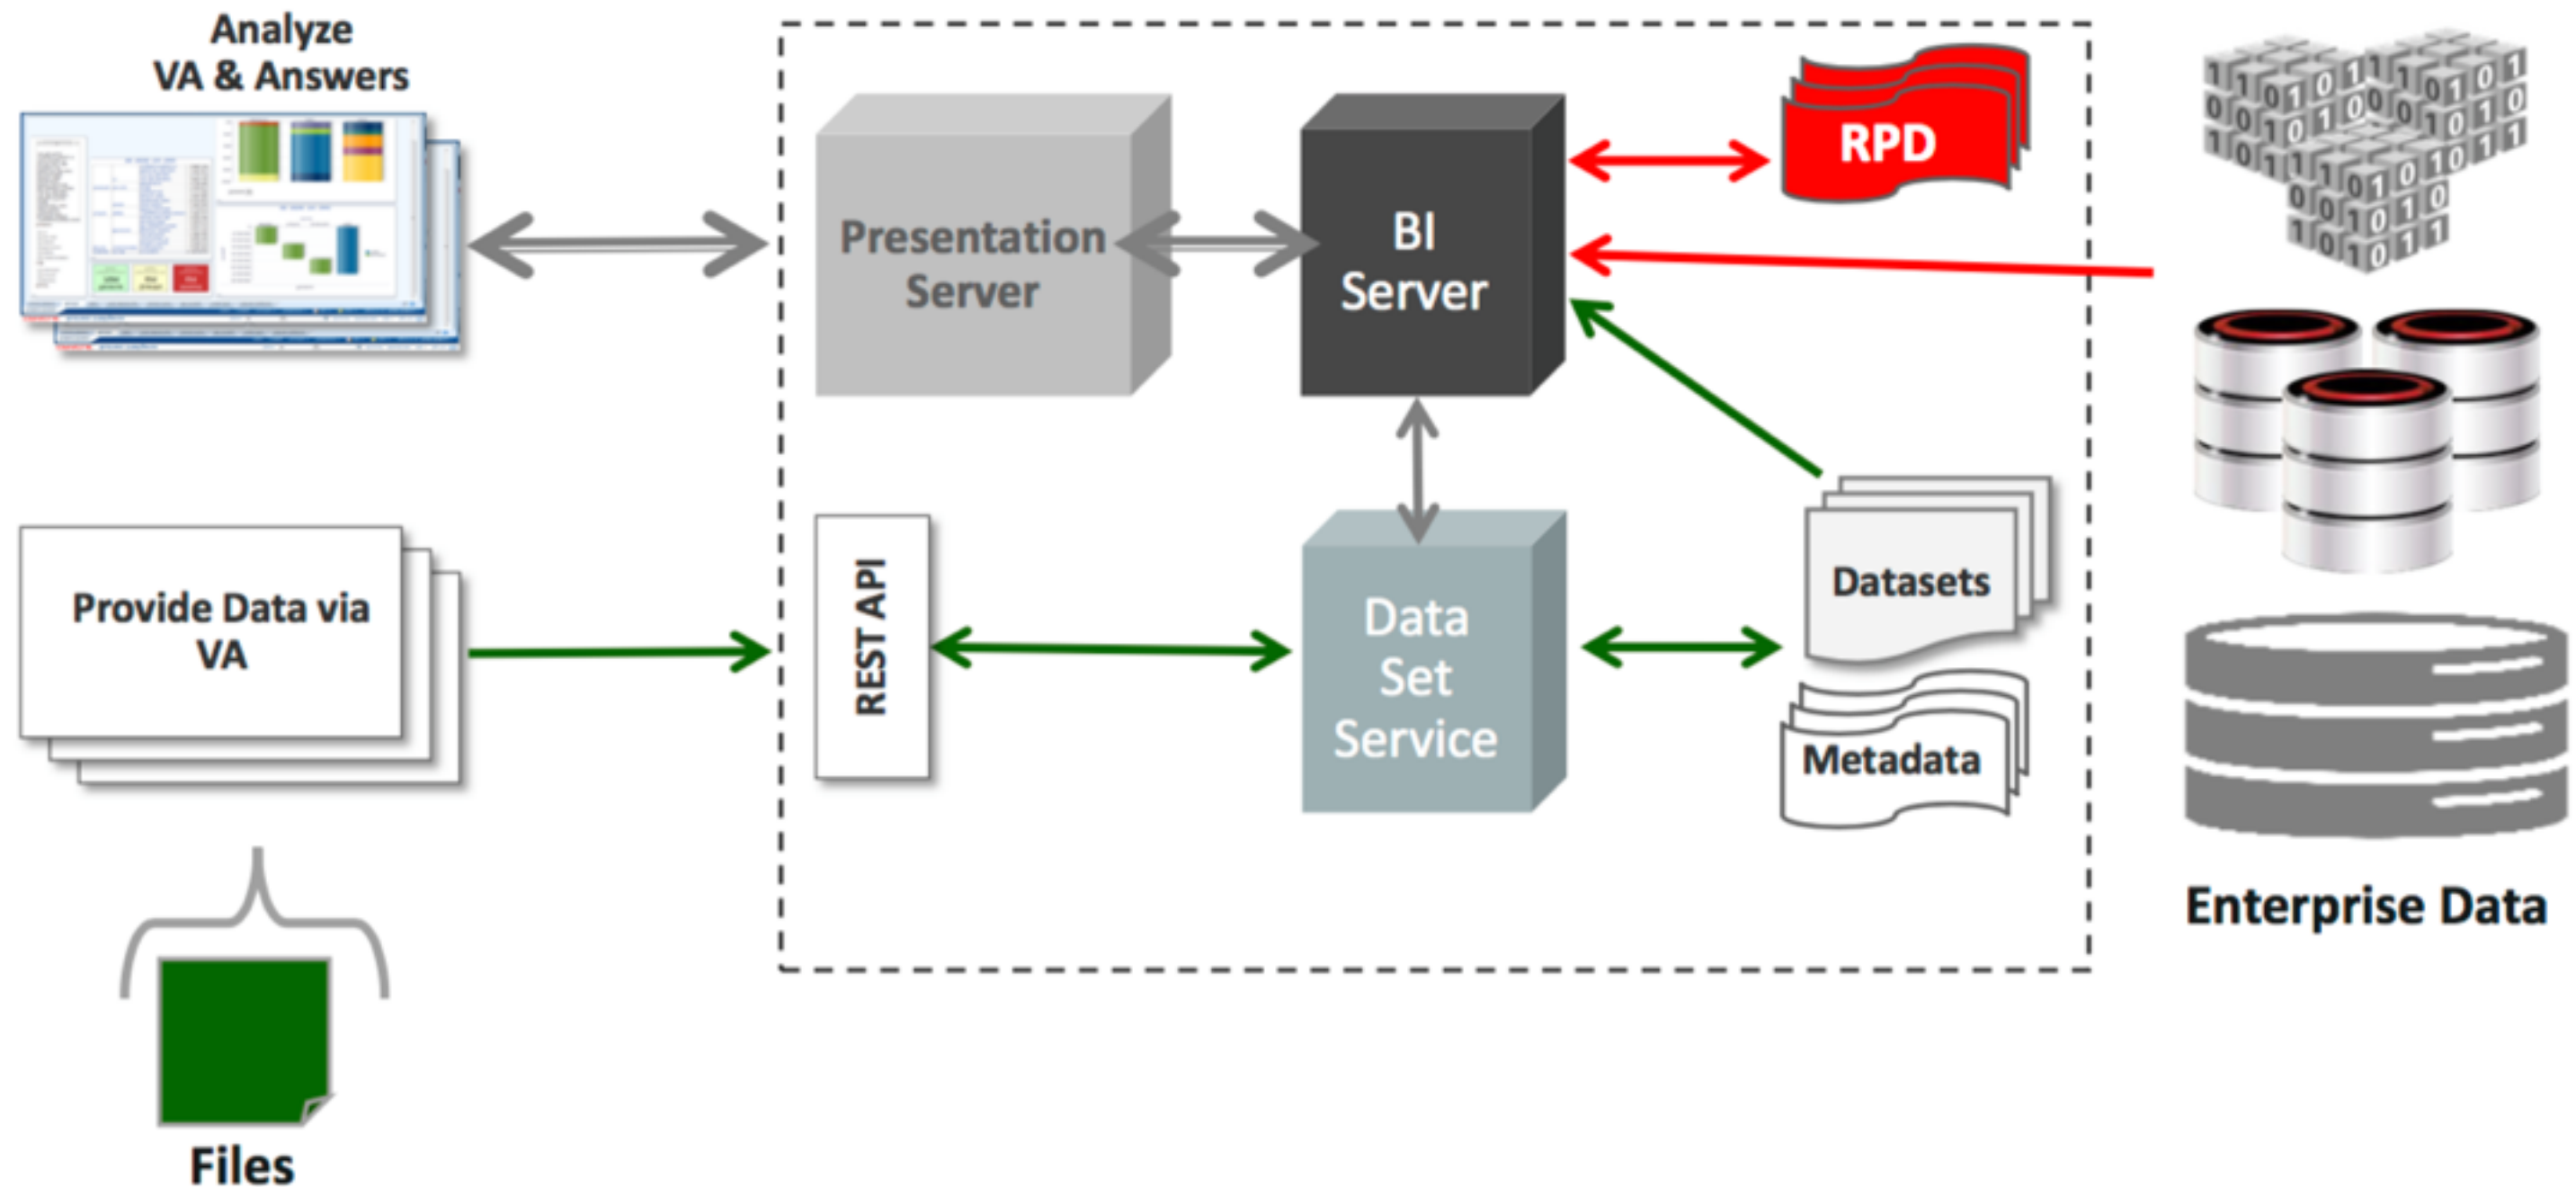 Analyze
VA & Answers
Presentation
Server
BI
Server
RPD
Provide Data via
VA
REST API
Data
Set
Service
Datasets
Metadata
Enterprise Data
Files